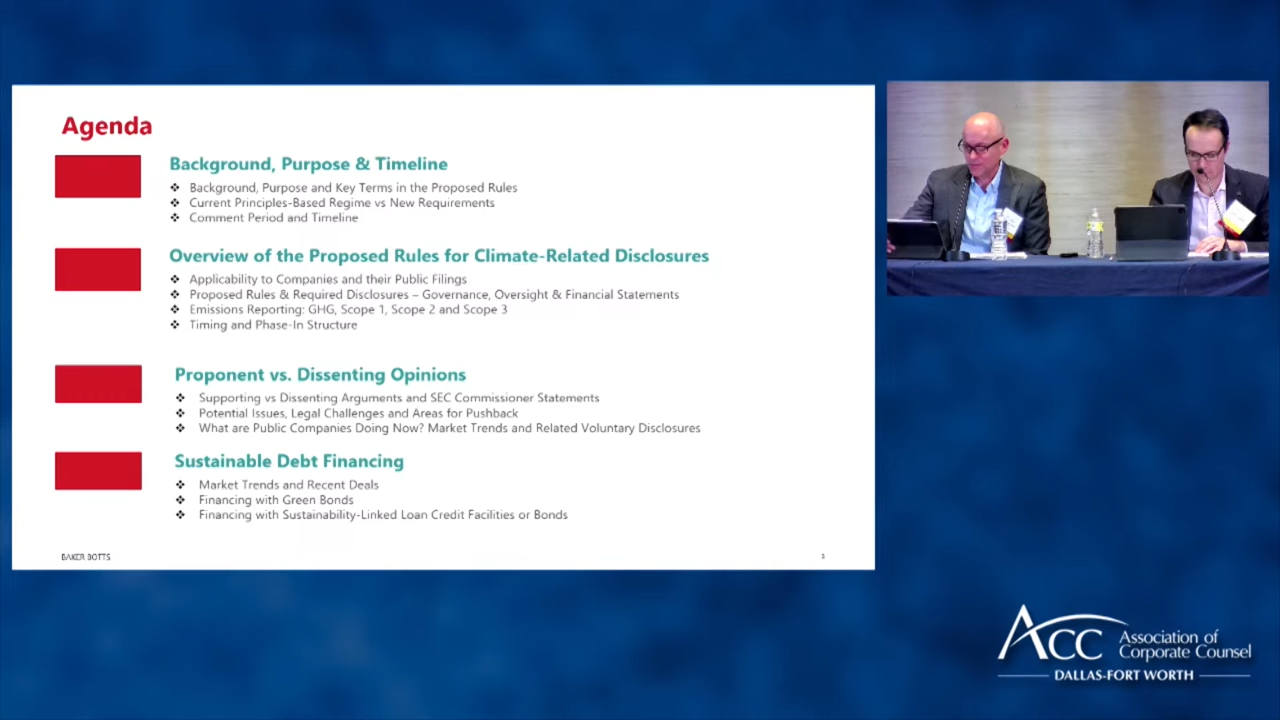 Agenda
Background, Purpose & Timeline
❖ Background, Purpose and Key Terms in the Proposed Rules
❖ Current Principles-Based Regime vs New Requirements
❖ Comment Period and Timeline
Overview of the Proposed Rules for Climate-Related Disclosures
❖ Applicability to Companies and their Public Filings
❖ Proposed Rules & Required Disclosures – Governance, Oversight & Financial Statements
❖ Emissions Reporting: GHG, Scope 1, Scope 2 and Scope 3
❖ Timing and Phase-In Structure
Proponent vs. Dissenting Opinions
❖ Supporting vs Dissenting Arguments and SEC Commissioner Statements
❖ Potential Issues, Legal Challenges and Areas for Pushback
❖ What are Public Companies Doing Now? Market Trends and Related Voluntary Disclosures
Sustainable Debt Financing
❖ Market Trends and Recent Deals
❖ Financing with Green Bonds
❖ Financing with Sustainability-Linked Loan Credit Facilities or Bonds
BAKER BOTTS
3
ACC
Association of
Corporate Counsel
DALLAS-FORT WORTH